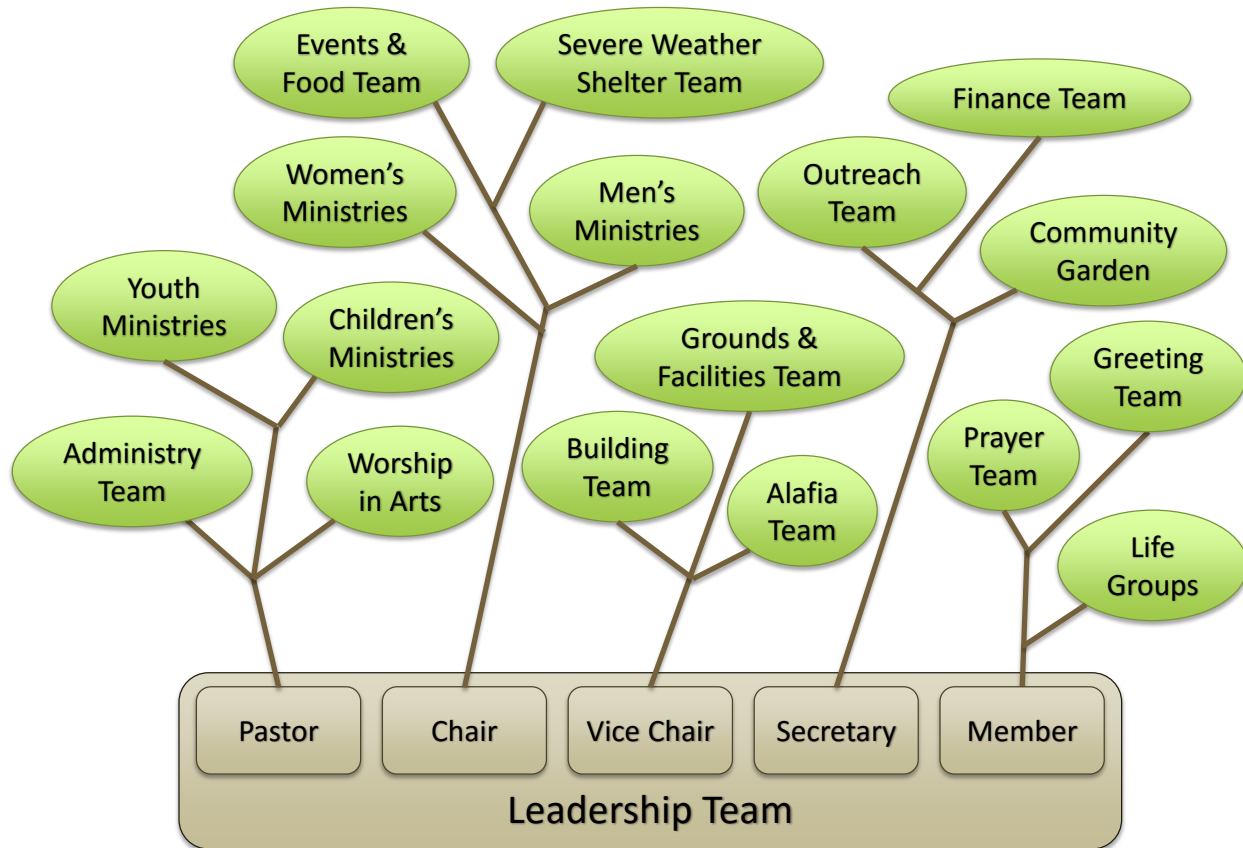 Events &
Food Team
Severe Weather
Shelter Team
Finance Team
Women’s
Ministries
Men’s
Ministries
Outreach
Team
Community
Garden
Youth
Ministries
Children’s
Ministries
Grounds &
Facilities Team
Greeting
Team
Administry
Team
Worship
in Arts
Building
Team
Alafia
Team
Prayer
Team
Life
Groups
Pastor
Chair
Vice Chair
Secretary
Member
Leadership Team